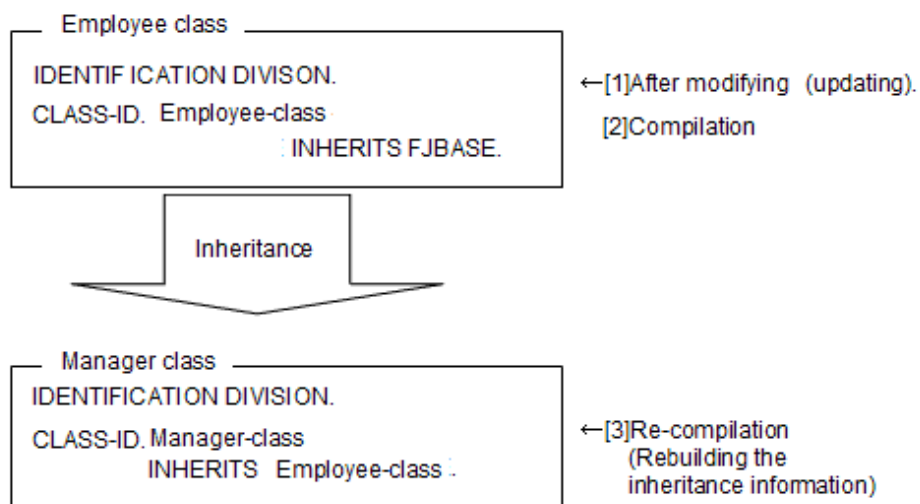 Employee class
IDENTIF ICATION DIVISON.
CLASS-ID. Employee-class
INHERITS FJBASE.
←[1]After modifying (updating).
[2]Compilation
Inheritance
Manager class
IDENTIFICATION DIVISION.
CLASS-ID. Manager-class
INHERITS Employee-class .
←[3]Re-compilation
(Rebuilding the
inheritance information)